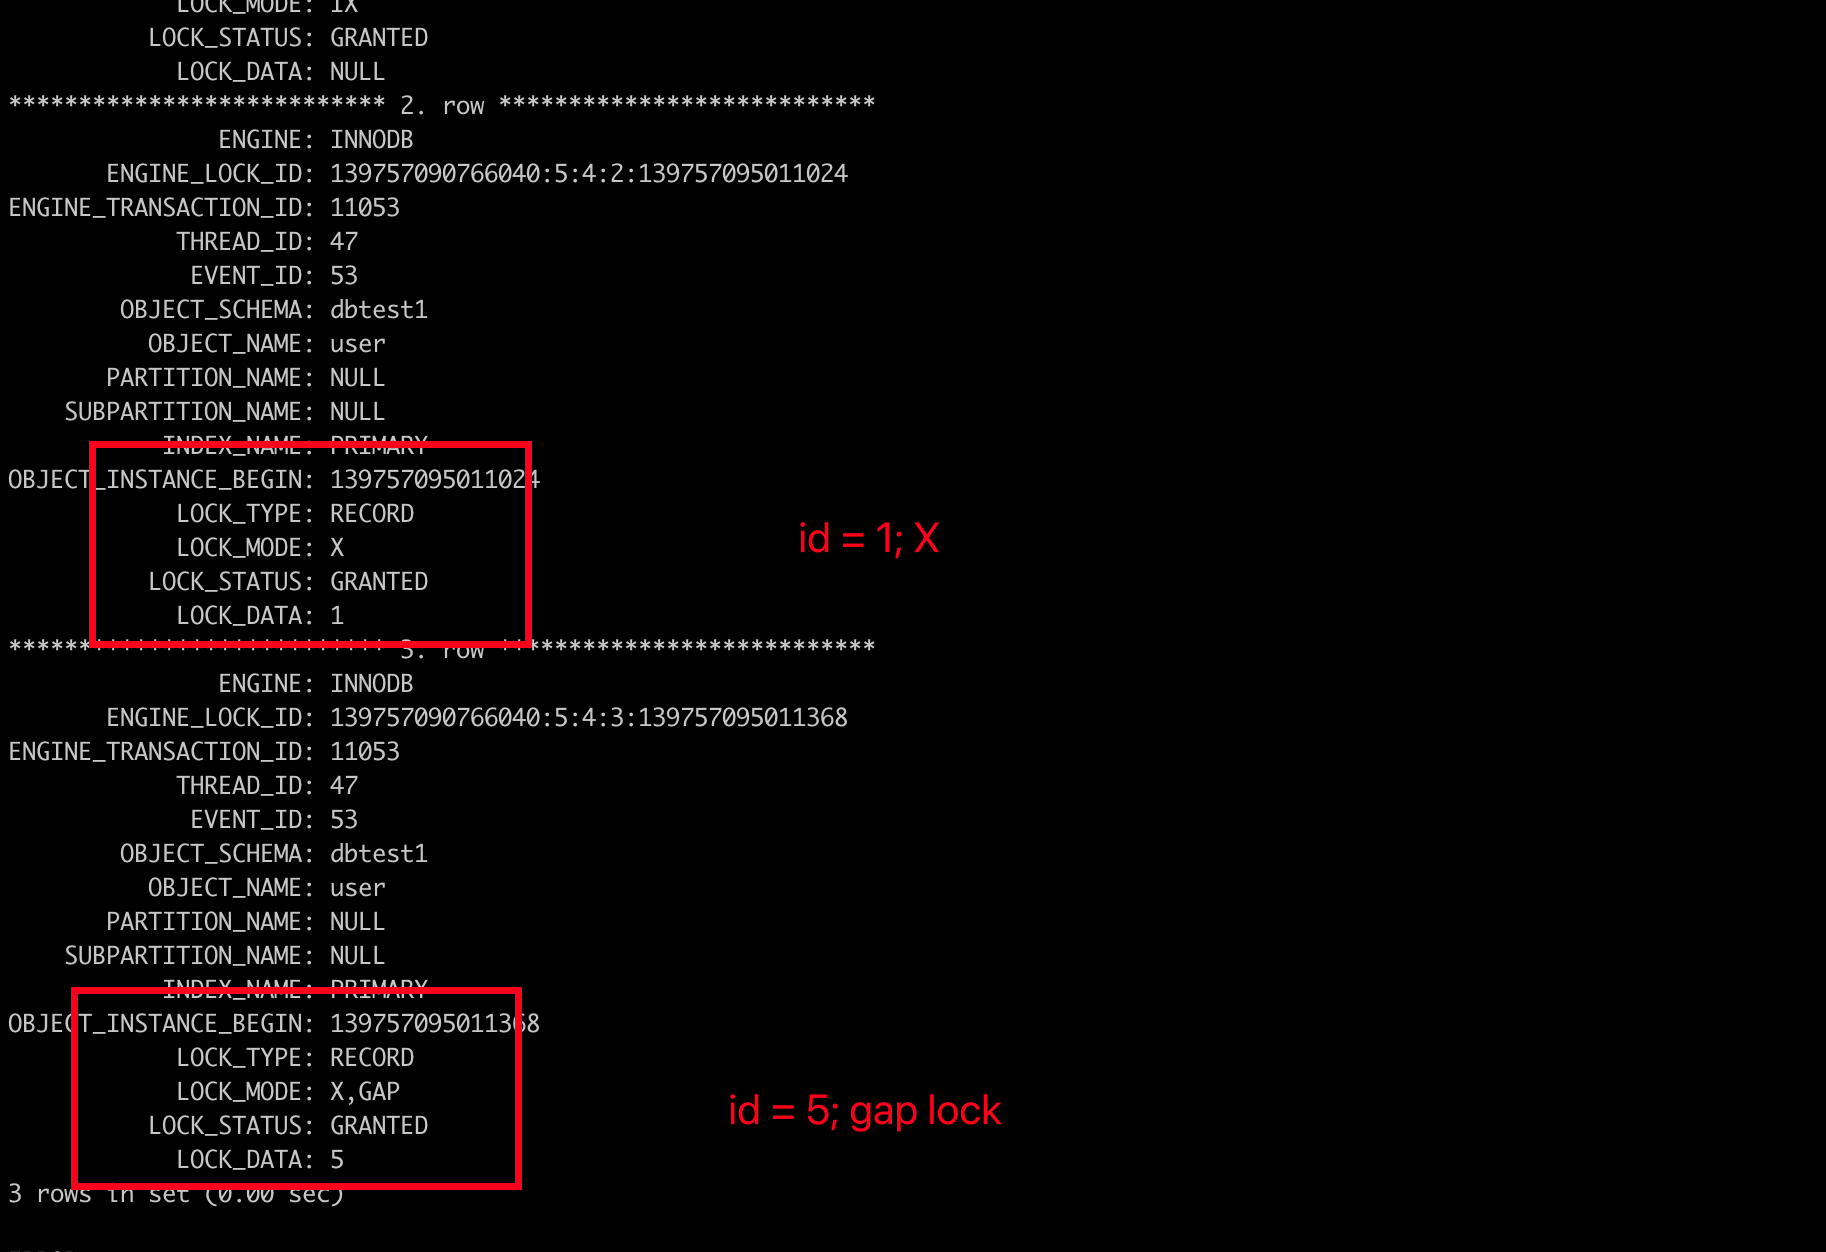 LOCK_MODE: IX
LOCK_STATUS: GRANTED
LOCK_DATA: NULL
*************************** 2. row ***************************
ENGINE: INNODB
ENGINE_LOCK_ID: 139757090766040:5:4:2:139757095011024
ENGINE_TRANSACTION_ID: 11053
THREAD_ID: 47
EVENT_ID: 53
OBJECT_SCHEMA: dbtest1
OBJECT_NAME: user
PARTITION_NAME: NULL
SUBPARTITION_NAME: NULL
INDEX_NAME: PRIMARY
OBJECT_INSTANCE_BEGIN: 139757095011024
LOCK_TYPE: RECORD
LOCK_MODE: X
id = 1; X
LOCK_STATUS: GRANTED
LOCK_DATA: 1
*************************** 3. row ***************************
ENGINE: INNODB
ENGINE_LOCK_ID: 139757090766040:5:4:3:139757095011368
ENGINE_TRANSACTION_ID: 11053
THREAD_ID: 47
EVENT_ID: 53
OBJECT_SCHEMA: dbtest1
OBJECT_NAME: user
PARTITION_NAME: NULL
SUBPARTITION_NAME: NULL
INDEX_NAME: PRIMARY
OBJECT_INSTANCE_BEGIN: 139757095011368
LOCK_TYPE: RECORD
LOCK_MODE: X,GAP
id = 5; gap lock
LOCK_STATUS: GRANTED
LOCK_DATA: 5
3 rows in set (0.00 sec)